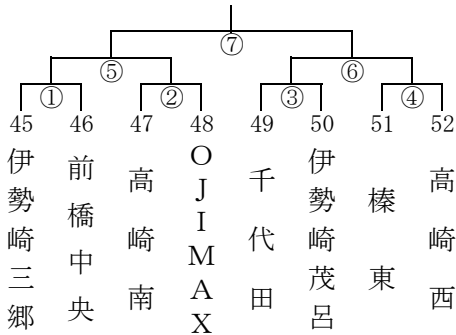 ⑦
⑤ ⑥
① ② ③ ④
45 46 47 48 49 50 51 52
伊勢崎三郷
前橋中央
高崎南
OJIMAX
千代田
伊勢崎茂呂
榛東
高崎西